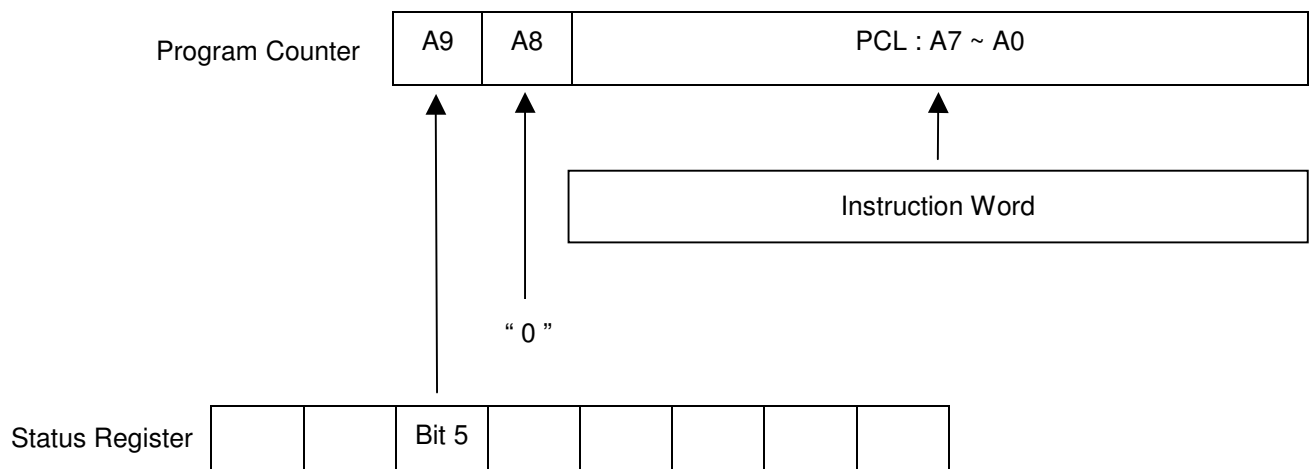 Program Counter A9 A8 PCL : A7 ~ A0
Instruction Word
“ 0 ”
Status Register Bit 5